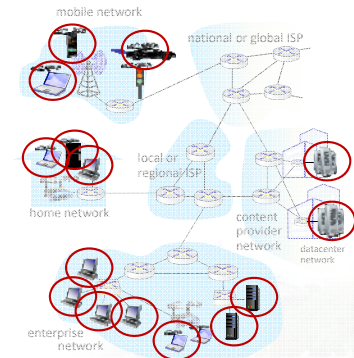 mobile network
national or global ISP
local or
regional ISP
home network
content
provider
network
datacenter
network
enterprise
network